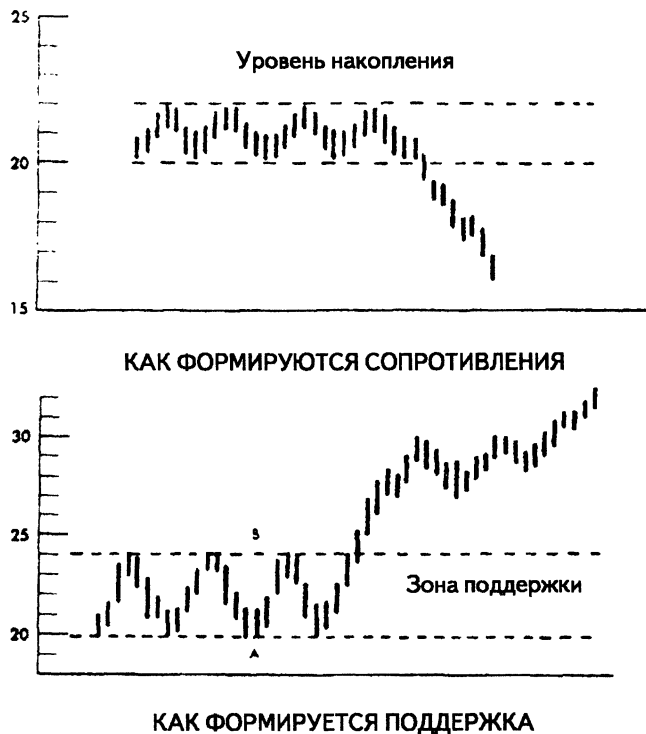 25
Уровень накопления
20
15
КАК ФОРМИРУЮТСЯ СОПРОТИВЛЕНИЯ
30
25
B
Зона поддержки
20
A
КАК ФОРМИРУЕТСЯ ПОДДЕРЖКА